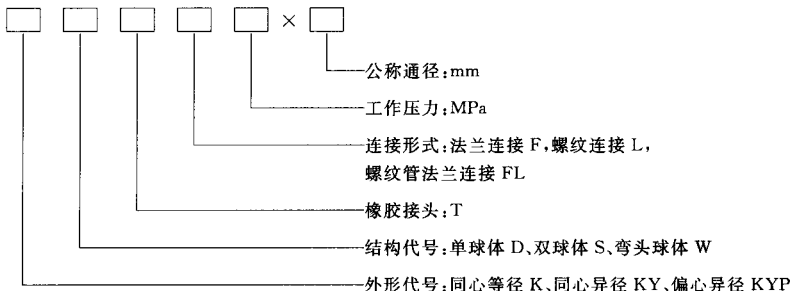 ×
公称通径:mm
工作压力:MPa
连接形式:法兰连接 F,螺纹连接 L,
螺纹管法兰连接 FL
橡胶接头:T
结构代号:单球体 D、双球体 S、弯头球体 W
外形代号:同心等径 K、同心异径 KY、偏心异径 KYP